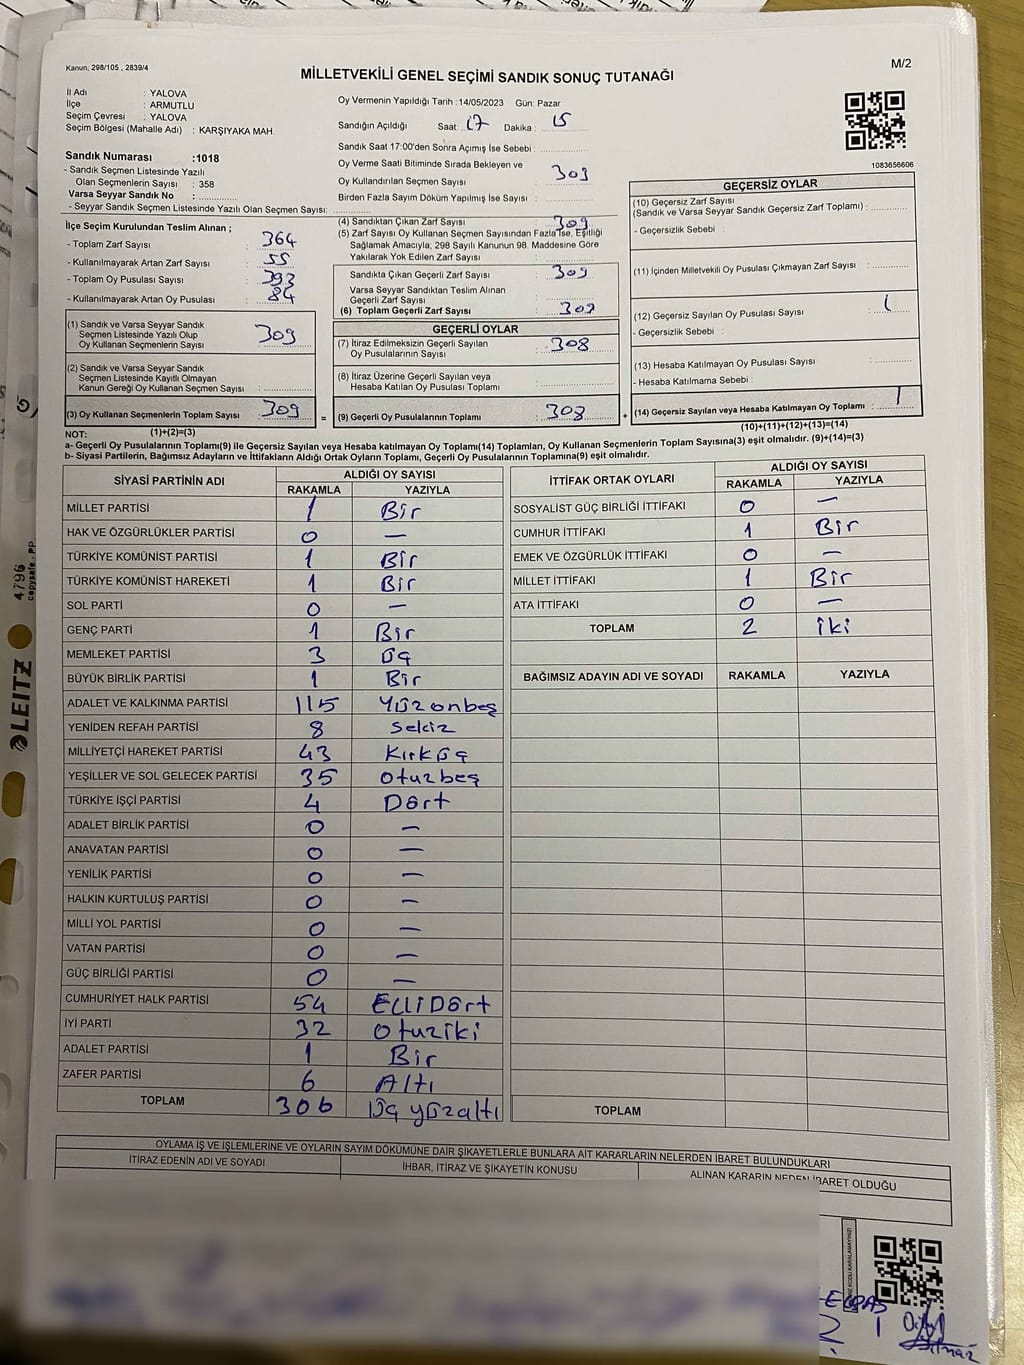 Kanun; 298/105 , 2839/4
MİLLETVEKİLİ GENEL SEÇİMİ SANDIK SONUÇ TUTANAĞI
M/2
İl Adı : YALOVA
İlçe : ARMUTLU
Seçim Çevresi : YALOVA
Seçim Bölgesi (Mahalle Adı) : KARŞIYAKA MAH.
Sandık Numarası :1018
- Sandık Seçmen Listesinde Yazılı
Olan Seçmenlerin Sayısı : 358
Varsa Seyyar Sandık No :
- Seyyar Sandık Seçmen Listesinde Yazılı Olan Seçmen Sayısı:
Oy Vermenin Yapıldığı Tarih :14/05/2023 Gün: Pazar
Sandığın Açıldığı Saat: 17 Dakika : 15
Sandık Saat 17:00'den Sonra Açımış İse Sebebi :
Oy Verme Saati Bitiminde Sırada Bekleyen ve
Oy Kullandırılan Seçmen Sayısı : 309
Birden Fazla Sayım Döküm Yapılmış İse Sayısı :
1083656606
İlçe Seçim Kurulundan Teslim Alınan ;
- Toplam Zarf Sayısı : 364
- Kullanılmayarak Artan Zarf Sayısı : 55
- Toplam Oy Pusulası Sayısı : 393
- Kullanılmayarak Artan Oy Pusulası : 84
(1) Sandık ve Varsa Seyyar Sandık
Seçmen Listesinde Yazılı Olup
Oy Kullanan Seçmenlerin Sayısı : 309
(2) Sandık ve Varsa Seyyar Sandık
Seçmen Listesinde Kayıtlı Olmayan
Kanun Gereği Oy Kullanan Seçmen Sayısı :
(3) Oy Kullanan Seçmenlerin Toplam Sayısı : 309
(1)+(2)=(3)
(4) Sandıktan Çıkan Zarf Sayısı : 309
(5) Zarf Sayısı Oy Kullanan Seçmen Sayısından Fazla İse, Eşitliği
Sağlamak Amacıyla; 298 Sayılı Kanunun 98. Maddesine Göre
Yakılarak Yok Edilen Zarf Sayısı :
Sandıkta Çıkan Geçerli Zarf Sayısı : 309
Varsa Seyyar Sandıktan Teslim Alınan
Geçerli Zarf Sayısı :
(6) Toplam Geçerli Zarf Sayısı : 309
GEÇERLİ OYLAR
(7) İtiraz Edilmeksizin Geçerli Sayılan
Oy Pusulalarının Sayısı : 308
(8) İtiraz Üzerine Geçerli Sayılan veya
Hesaba Katılan Oy Pusulası Toplamı :
= (9) Geçerli Oy Pusulalarının Toplamı : 308
GEÇERSİZ OYLAR
(10) Geçersiz Zarf Sayısı
(Sandık ve Varsa Seyyar Sandık Geçersiz Zarf Toplamı) :
- Geçersizlik Sebebi :
(11) İçinden Milletvekili Oy Pusulası Çıkmayan Zarf Sayısı :
(12) Geçersiz Sayılan Oy Pusulası Sayısı : 1
- Geçersizlik Sebebi :
(13) Hesaba Katılmayan Oy Pusulası Sayısı :
- Hesaba Katılmama Sebebi :
+ (14) Geçersiz Sayılan veya Hesaba Katılmayan Oy Toplamı : 1
(10)+(11)+(12)+(13)=(14)
NOT:
a- Geçerli Oy Pusulalarının Toplamı(9) ile Geçersiz Sayılan veya Hesaba katılmayan Oy Toplamı(14) Toplamları, Oy Kullanan Seçmenlerin Toplam Sayısına(3) eşit olmalıdır. (9)+(14)=(3)
b- Siyasi Partilerin, Bağımsız Adayların ve İttifakların Aldığı Ortak Oyların Toplamı, Geçerli Oy Pusulalarının Toplamına(9) eşit olmalıdır.
SİYASİ PARTİNİN ADI ALDIĞI OY SAYISI
RAKAMLA YAZIYLA
MİLLET PARTİSİ 1 Bir
HAK VE ÖZGÜRLÜKLER PARTİSİ 0 —
TÜRKİYE KOMÜNİST PARTİSİ 1 Bir
TÜRKİYE KOMÜNİST HAREKETİ 1 Bir
SOL PARTİ 0 —
GENÇ PARTİ 1 Bir
MEMLEKET PARTİSİ 3 Üç
BÜYÜK BİRLİK PARTİSİ 1 Bir
ADALET VE KALKINMA PARTİSİ 115 Yüzonbeş
YENİDEN REFAH PARTİSİ 8 Sekiz
MİLLİYETÇİ HAREKET PARTİSİ 43 Kırküç
YEŞİLLER VE SOL GELECEK PARTİSİ 35 Otuzbeş
TÜRKİYE İŞÇİ PARTİSİ 4 Dört
ADALET BİRLİK PARTİSİ 0 —
ANAVATAN PARTİSİ 0 —
YENİLİK PARTİSİ 0 —
HALKIN KURTULUŞ PARTİSİ 0 —
MİLLİ YOL PARTİSİ 0 —
VATAN PARTİSİ 0 —
GÜÇ BİRLİĞİ PARTİSİ 0 —
CUMHURİYET HALK PARTİSİ 54 ElliDört
İYİ PARTİ 32 Otuziki
ADALET PARTİSİ 1 Bir
ZAFER PARTİSİ 6 Altı
TOPLAM 306 Üç yüzaltı
İTTİFAK ORTAK OYLARI ALDIĞI OY SAYISI
RAKAMLA YAZIYLA
SOSYALİST GÜÇ BİRLİĞİ İTTİFAKI 0 —
CUMHUR İTTİFAKI 1 Bir
EMEK VE ÖZGÜRLÜK İTTİFAKI 0 —
MİLLET İTTİFAKI 1 Bir
ATA İTTİFAKI 0 —
TOPLAM 2 iki
BAĞIMSIZ ADAYIN ADI VE SOYADI RAKAMLA YAZIYLA
TOPLAM
OYLAMA İŞ VE İŞLEMLERİNE VE OYLARIN SAYIM DÖKÜMÜNE DAİR ŞİKAYETLERLE BUNLARA AİT KARARLARIN NELERDEN İBARET BULUNDUKLARI
İTİRAZ EDENİN ADI VE SOYADI İHBAR, İTİRAZ VE ŞİKAYETİN KONUSU ALINAN KARARIN NEDEN İBARET OLDUĞU
LEITZ
4796
copysafe . PP